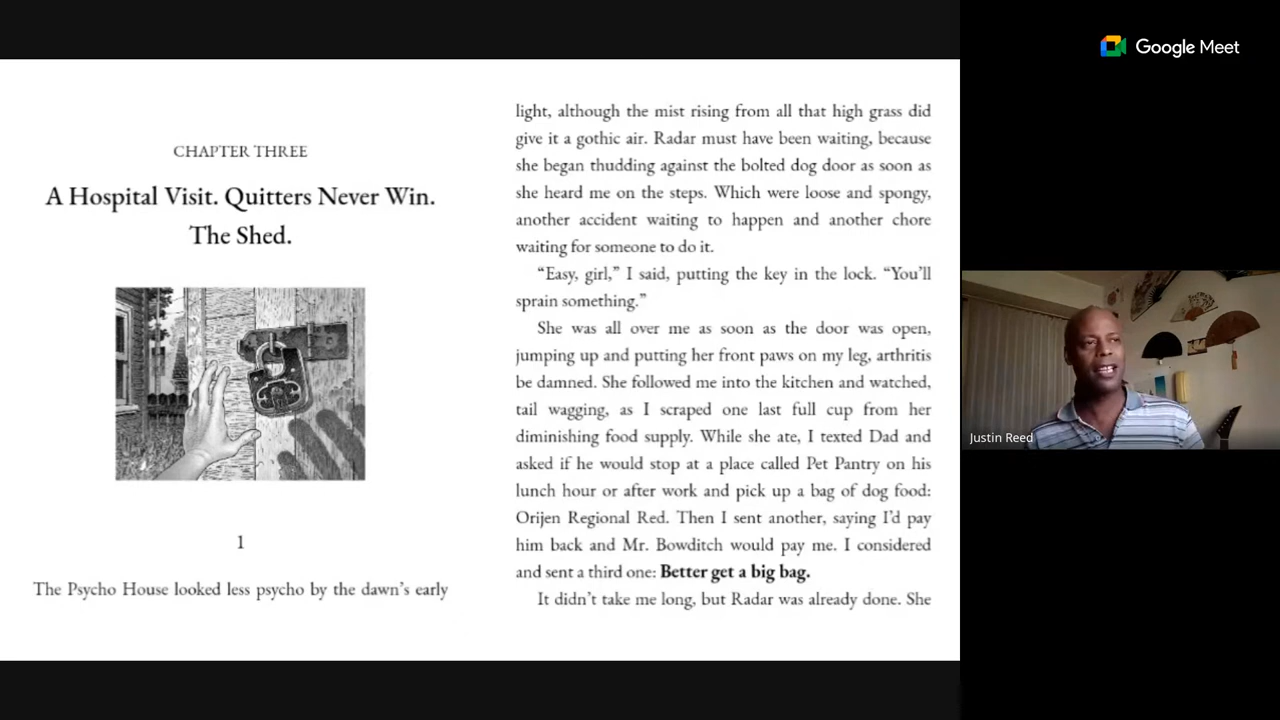 Google Meet
CHAPTER THREE
A Hospital Visit. Quitters Never Win.
The Shed.
1
The Psycho House looked less psycho by the dawn’s early
light, although the mist rising from all that high grass did
give it a gothic air. Radar must have been waiting, because
she began thudding against the bolted dog door as soon as
she heard me on the steps. Which were loose and spongy,
another accident waiting to happen and another chore
waiting for someone to do it.
“Easy, girl,” I said, putting the key in the lock. “You’ll
sprain something.”
She was all over me as soon as the door was open,
jumping up and putting her front paws on my leg, arthritis
be damned. She followed me into the kitchen and watched,
tail wagging, as I scraped one last full cup from her
diminishing food supply. While she ate, I texted Dad and
asked if he would stop at a place called Pet Pantry on his
lunch hour or after work and pick up a bag of dog food:
Orijen Regional Red. Then I sent another, saying I’d pay
him back and Mr. Bowditch would pay me. I considered
and sent a third one: Better get a big bag.
It didn’t take me long, but Radar was already done. She
Justin Reed